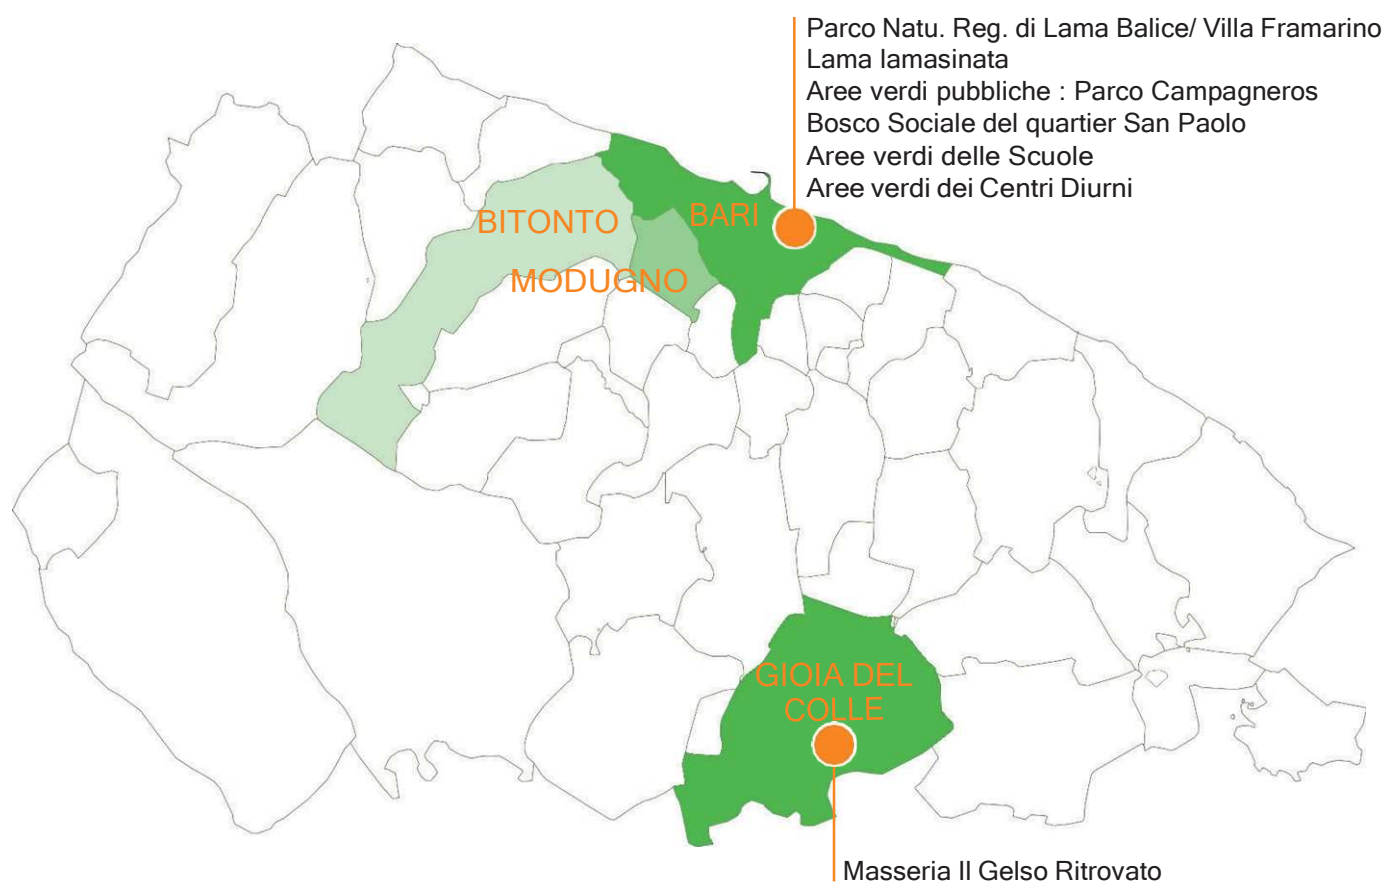 Parco Natu. Reg. di Lama Balice/ Villa Framarino
Lama lamasinata
Aree verdi pubbliche : Parco Campagneros
Bosco Sociale del quartier San Paolo
Aree verdi delle Scuole
Aree verdi dei Centri Diurni
BITONTO
BARI
MODUGNO
GIOIA DEL
COLLE
Masseria Il Gelso Ritrovato